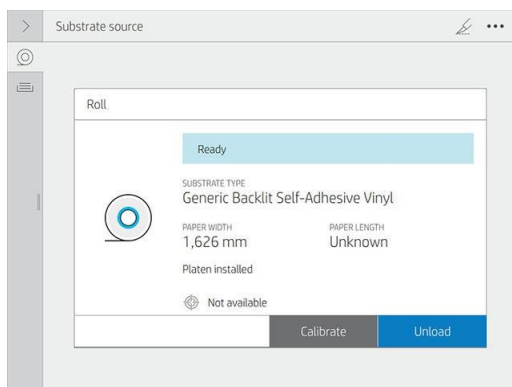 Substrate source
Roll
Ready
SUBSTRATE TYPE
Generic Backlit Self-Adhesive Vinyl
PAPER WIDTH PAPER LENGTH
1,626 mm Unknown
Platen installed
Not available
Calibrate Unload